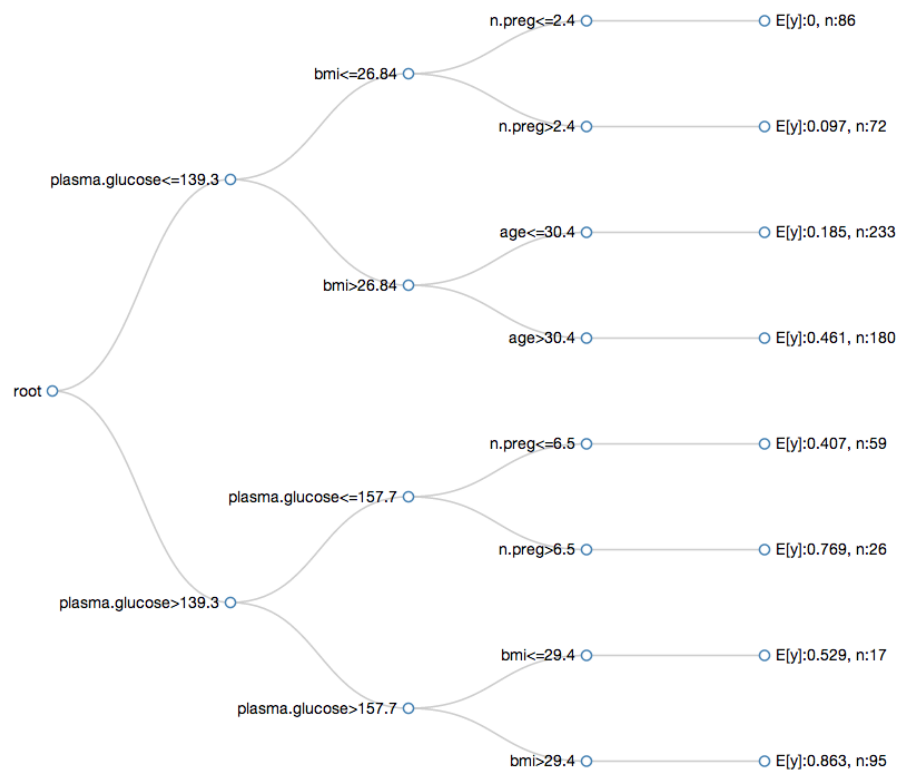 n.preg<=2.4 E[y]:0, n:86
bmi<=26.84
n.preg>2.4 E[y]:0.097, n:72
plasma.glucose<=139.3
age<=30.4 E[y]:0.185, n:233
bmi>26.84
age>30.4 E[y]:0.461, n:180
root
n.preg<=6.5 E[y]:0.407, n:59
plasma.glucose<=157.7
n.preg>6.5 E[y]:0.769, n:26
plasma.glucose>139.3
bmi<=29.4 E[y]:0.529, n:17
plasma.glucose>157.7
bmi>29.4 E[y]:0.863, n:95